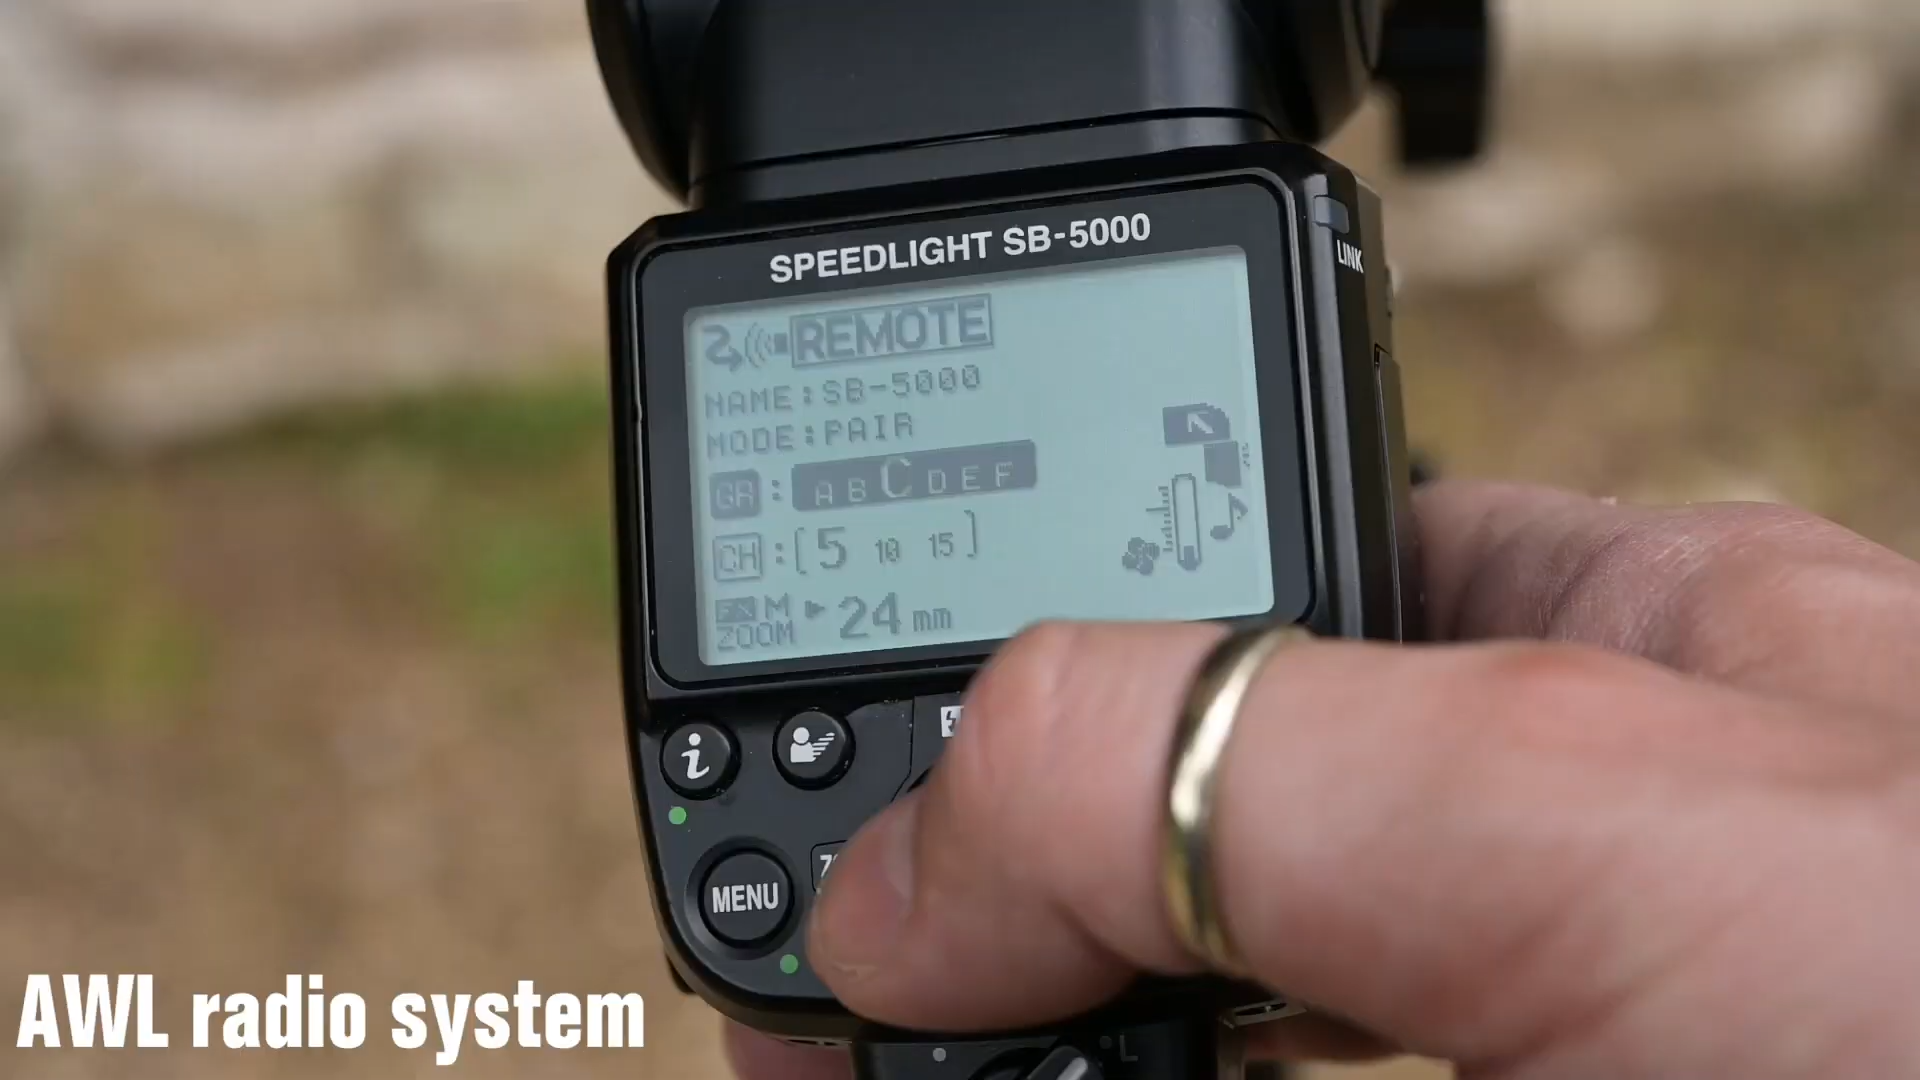 SPEEDLIGHT SB-5000
LINK
REMOTE
NAME:SB-5000
MODE:PAIR
GR : A B C D E F
CH :[5 10 15]
FX M 24 mm
ZOOM
i
MENU
L
AWL radio system